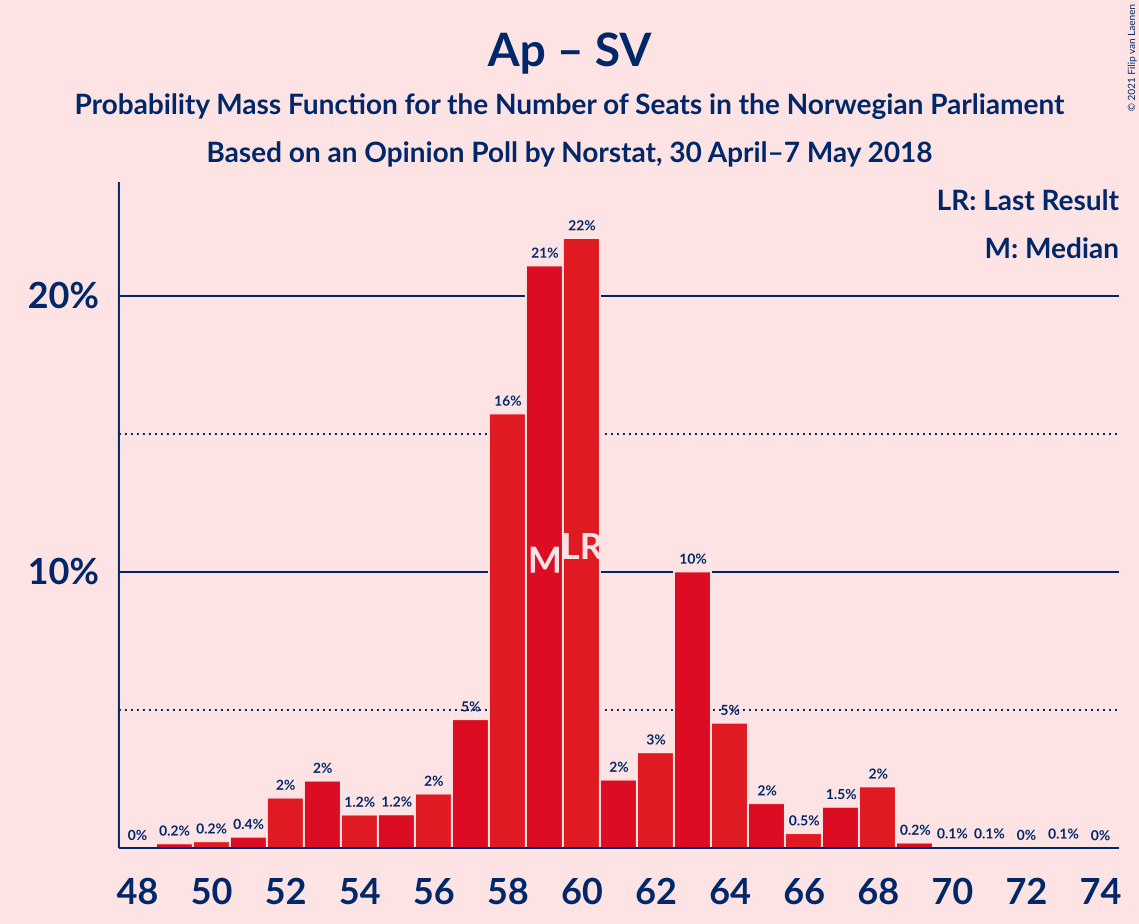 Ap – SV
Probability Mass Function for the Number of Seats in the Norwegian Parliament
Based on an Opinion Poll by Norstat, 30 April–7 May 2018
© 2021 Filip van Laenen
LR: Last Result
M: Median
20%
10%
0% 0.2% 0.2% 0.4% 2% 2% 1.2% 1.2% 2% 5% 16% 21% 22% 2% 3% 10% 5% 2% 0.5% 1.5% 2% 0.2% 0.1% 0.1% 0% 0.1% 0%
M LR
48 50 52 54 56 58 60 62 64 66 68 70 72 74